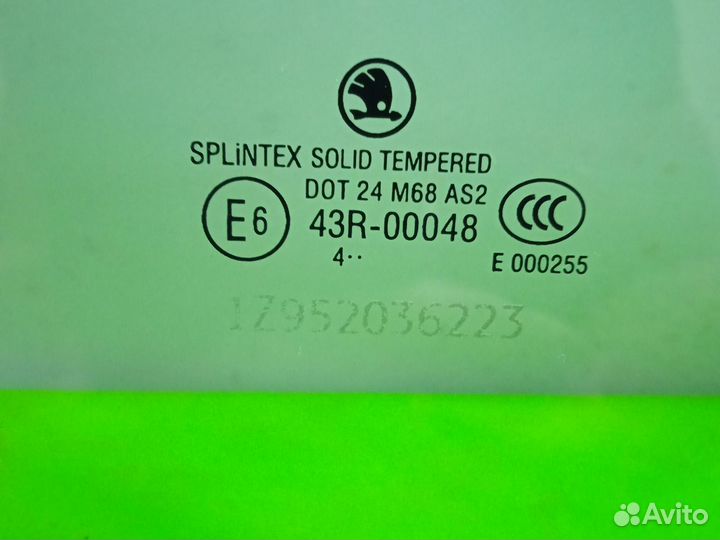 SPLiNTEX SOLID TEMPERED
DOT 24 M68 AS2
E6 43R-00048 CCC
4·· E 000255
1Z952036223
Avito